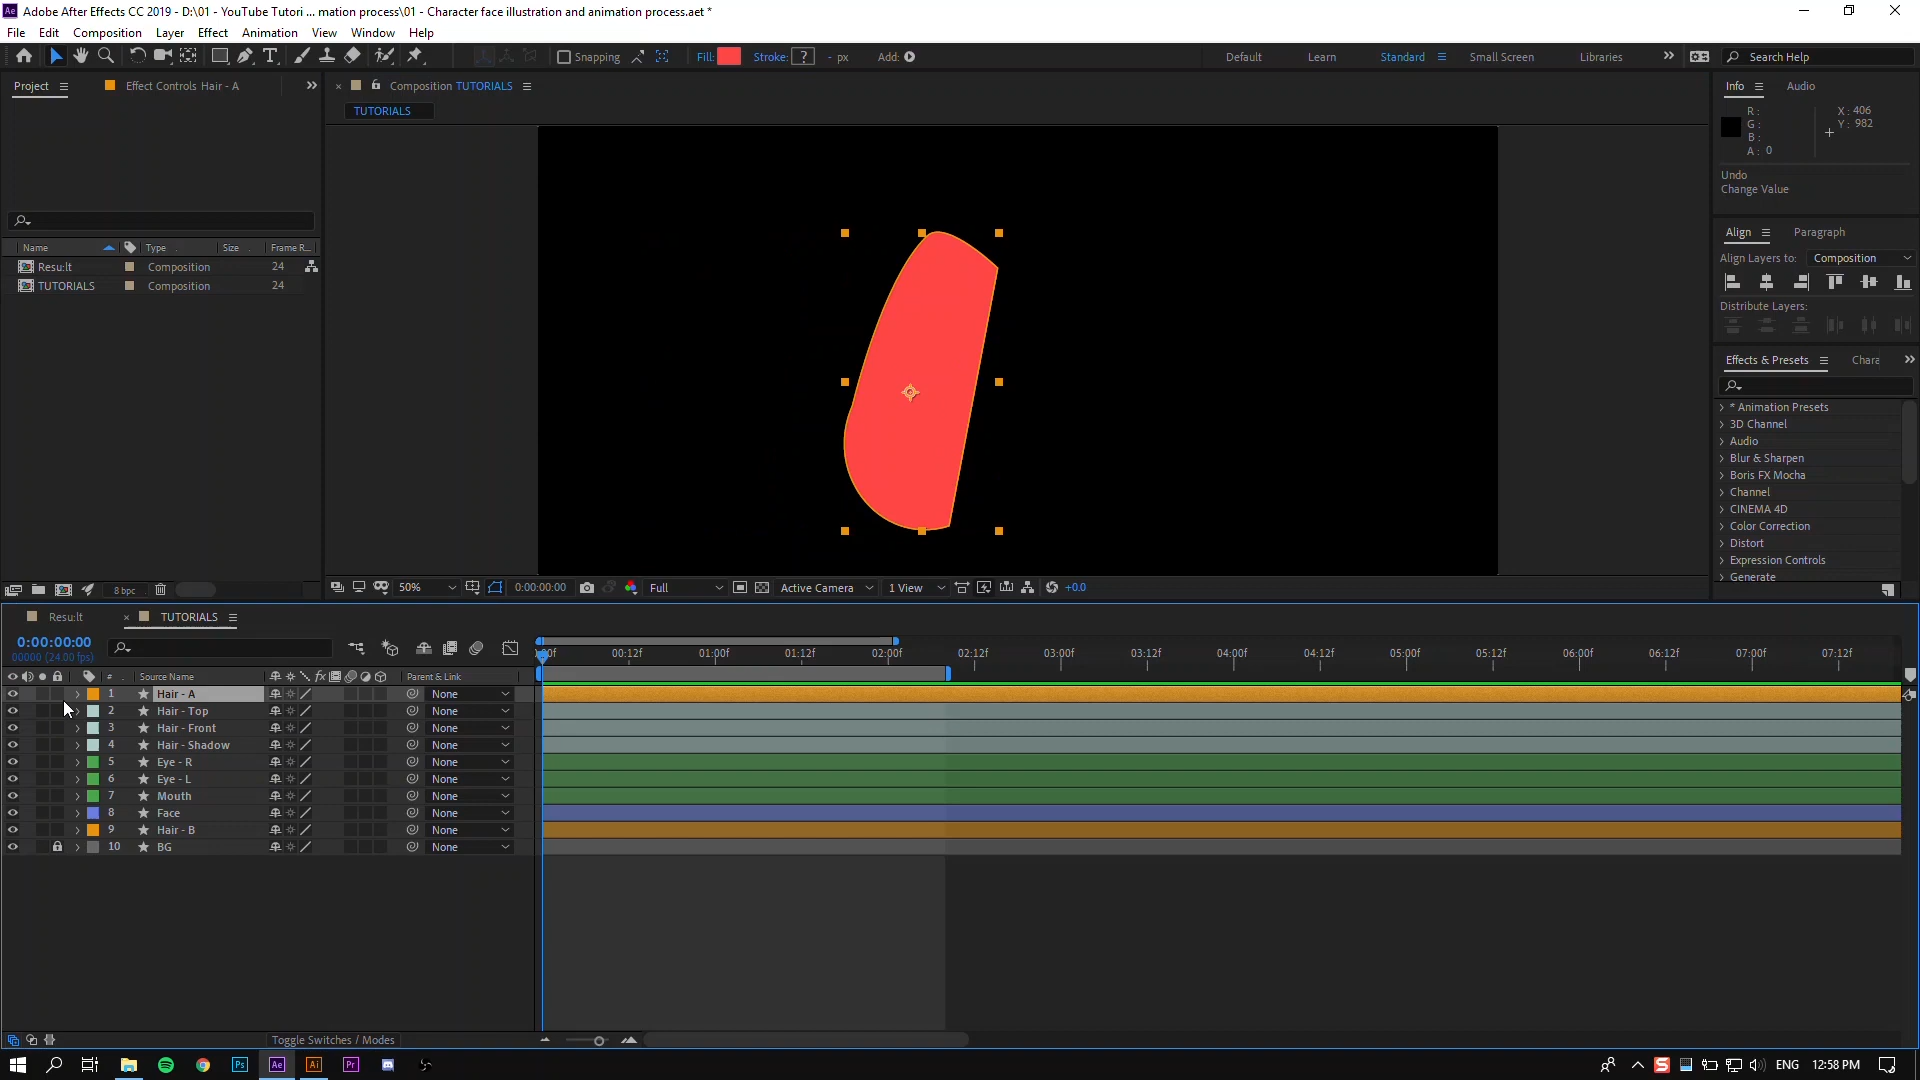 Adobe After Effects CC 2019 - D:\01 - YouTube Tutori ... mation process\01 - Character face illustration and animation process.aet *
File Edit Composition Layer Effect Animation View Window Help
Snapping Fill: Stroke: ? - px Add: Default Learn Standard Small Screen Libraries Search Help
Project Effect Controls Hair - A Composition TUTORIALS Info Audio
TUTORIALS
R :
G :
B :
A : 0
X : 406
Y : 982
Undo
Change Value
Name Type Size Frame R...
Resu:lt Composition 24
TUTORIALS Composition 24
Align Paragraph
Align Layers to: Composition
Distribute Layers:
Effects & Presets Chara
* Animation Presets
3D Channel
Audio
Blur & Sharpen
Boris FX Mocha
Channel
CINEMA 4D
Color Correction
Distort
Expression Controls
Generate
8 bpc
50% 0:00:00:00 Full Active Camera 1 View +0.0
Resu:lt TUTORIALS
0:00:00:00
00000 (24.00 fps)
00f 00:12f 01:00f 01:12f 02:00f 02:12f 03:00f 03:12f 04:00f 04:12f 05:00f 05:12f 06:00f 06:12f 07:00f 07:12f
# Source Name fx Parent & Link
1 Hair - A None
2 Hair - Top None
3 Hair - Front None
4 Hair - Shadow None
5 Eye - R None
6 Eye - L None
7 Mouth None
8 Face None
9 Hair - B None
10 BG None
Toggle Switches / Modes
Ps Ae Ai Pr S ENG 12:58 PM